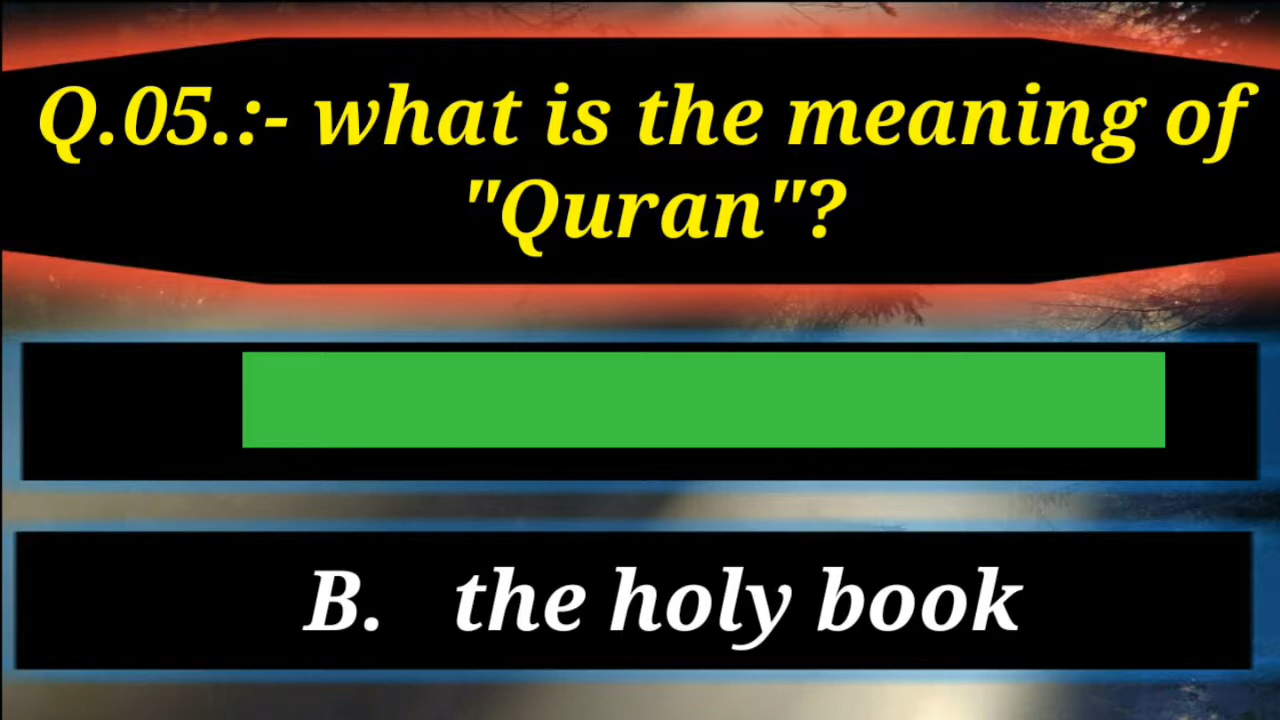 Q.05.:- what is the meaning of
"Quran"?
B. the holy book